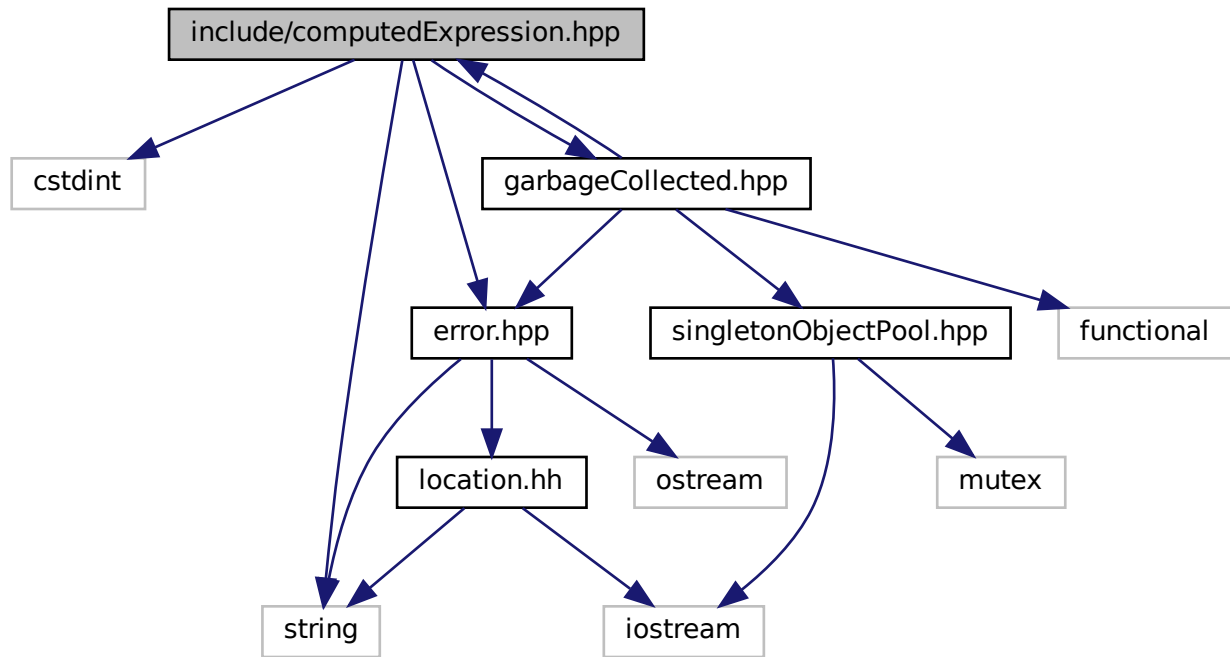 include/computedExpression.hpp
cstdint
garbageCollected.hpp
error.hpp
singletonObjectPool.hpp
functional
location.hh
ostream
mutex
string
iostream